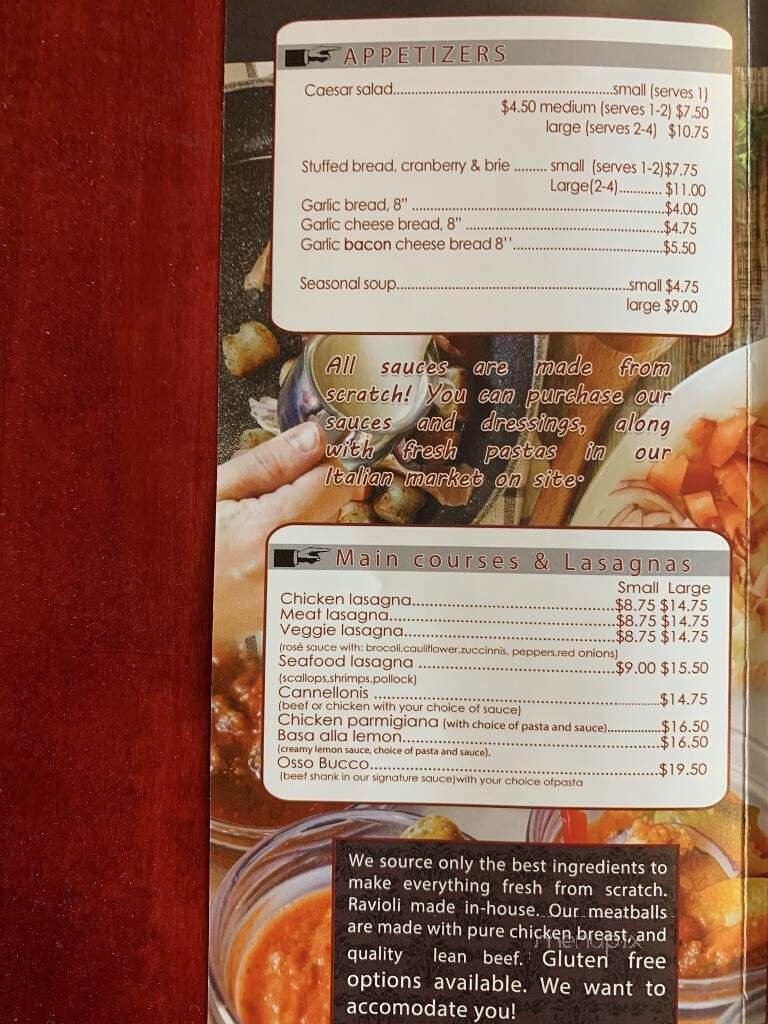 APPETIZERS
Caesar salad..........................................................small (serves 1)
$4.50 medium (serves 1-2) $7.50
large (serves 2-4) $10.75
Stuffed bread, cranberry & brie ......... small (serves 1-2)$7.75
Large(2-4)............ $11.00
Garlic bread, 8" .................................................................$4.00
Garlic cheese bread, 8" ...................................................$4.75
Garlic bacon cheese bread 8''.......................................$5.50
Seasonal soup.............................................................small $4.75
large $9.00
All sauces are made from
scratch! You can purchase our
sauces and dressings, along
with fresh pastas in our
Italian market on site.
Main courses & Lasagnas
Small Large
Chicken lasagna.......................................$8.75 $14.75
Meat lasagna...........................................$8.75 $14.75
Veggie lasagna........................................$8.75 $14.75
(rosé sauce with: brocoli,cauliflower,zuccinnis, peppers,red onions)
Seafood lasagna .....................................$9.00 $15.50
(scallops,shrimps,pollock)
Cannellonis .........................................................$14.75
(beef or chicken with your choice of sauce)
Chicken parmigiana (with choice of pasta and sauce)..............$16.50
Basa alla lemon..................................................$16.50
(creamy lemon sauce, choice of pasta and sauce).
Osso Bucco........................................................$19.50
(beef shank in our signature sauce)with your choice ofpasta
We source only the best ingredients to
make everything fresh from scratch.
Ravioli made in-house. Our meatballs
are made with pure chicken breast, and
quality lean beef. Gluten free
options available. We want to
accomodate you!